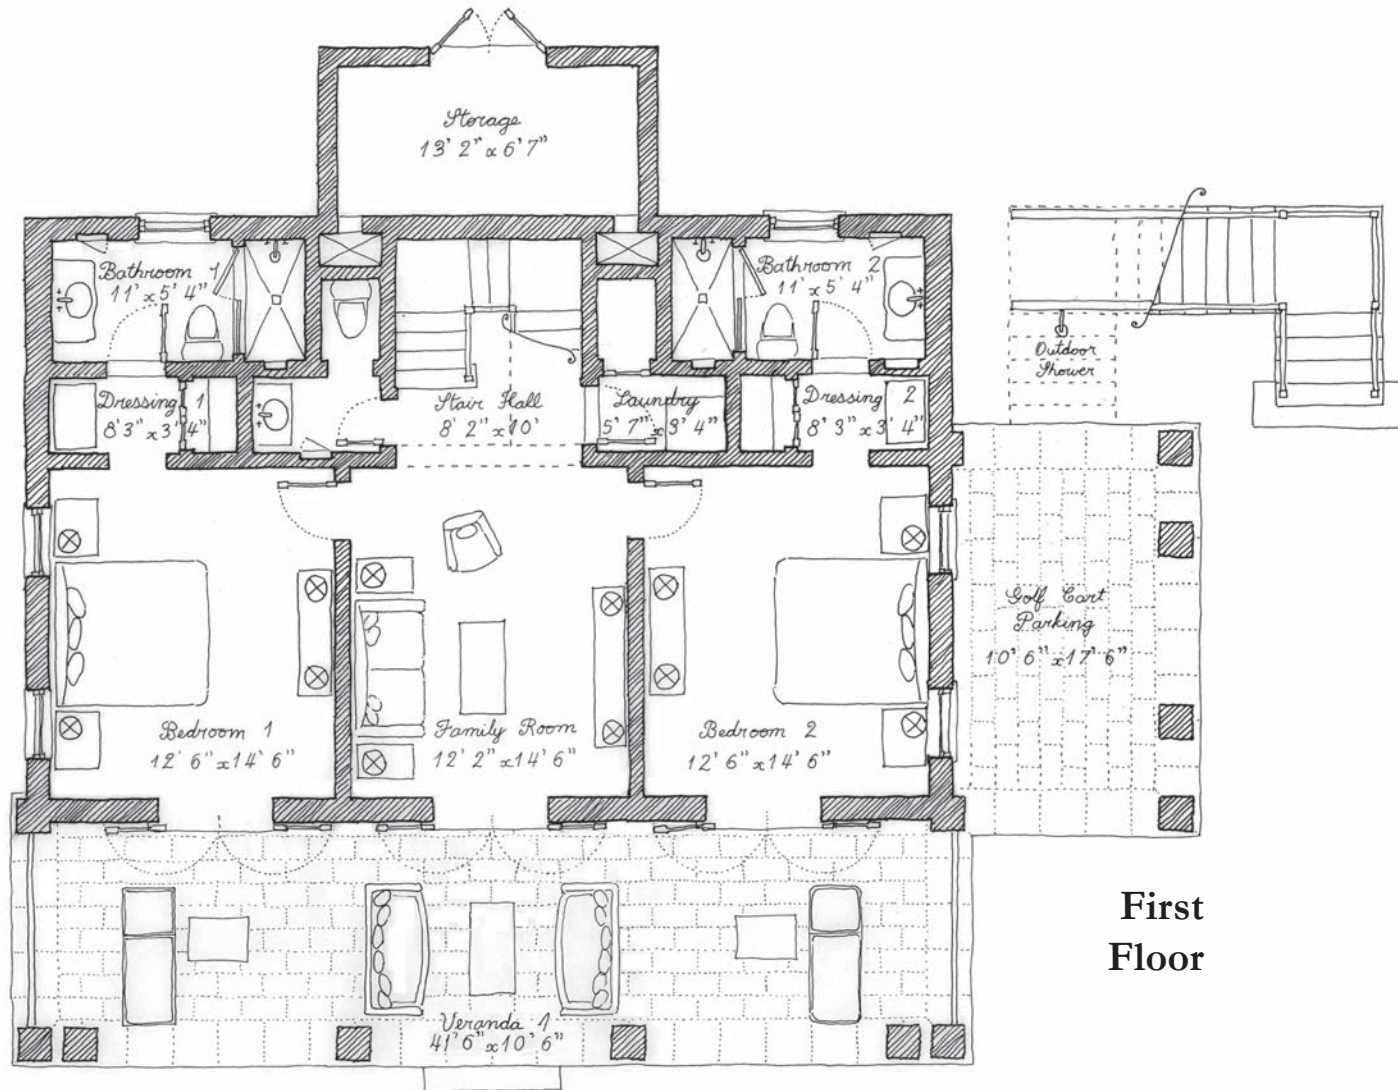 Storage
13' 2" x 6' 7"
Bathroom 1
11' x 5' 4"
Bathroom 2
11' x 5' 4"
Outdoor
Shower
Dressing 1
8' 3" x 3' 4"
Stair Hall
8' 2" x 10'
Laundry
5' 7" x 3' 4"
Dressing 2
8' 3" x 3' 4"
Golf Cart
Parking
10' 6" x 17' 6"
Bedroom 1
12' 6" x 14' 6"
Family Room
12' 2" x 14' 6"
Bedroom 2
12' 6" x 14' 6"
First
Floor
Veranda 1
41' 6" x 10' 6"